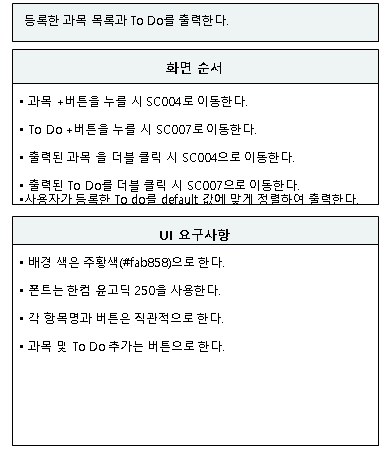 등록한 과목 목록과 To Do를 출력한다.
화면 순서
• 과목 +버튼을 누를 시 SC004로 이동한다.
• To Do +버튼을 누를 시 SC007로 이동한다.
• 출력된 과목 을 더블 클릭 시 SC004으로 이동한다.
• 출력된 To Do를 더블 클릭 시 SC007으로 이동한다.
•사용자가 등록한 To do를 default 값에 맞게 정렬하여 출력한다.
UI 요구사항
• 배경 색은 주황색(#fab858)으로 한다.
• 폰트는 한컴 윤고딕 250을 사용한다.
• 각 항목명과 버튼은 직관적으로 한다.
• 과목 및 To Do 추가는 버튼으로 한다.